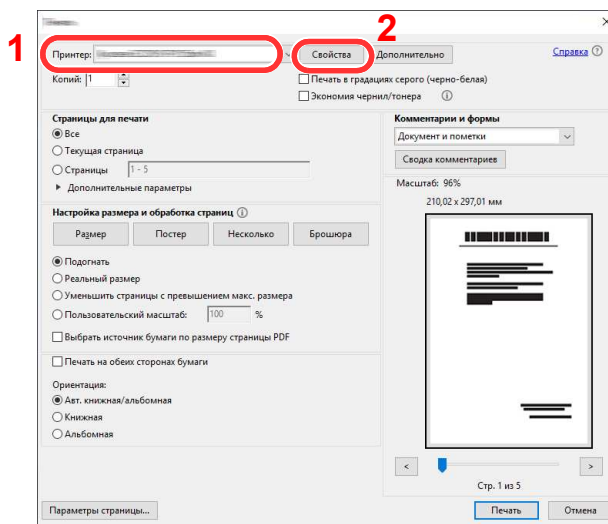 2
1
Принтер:
Свойства
Дополнительно
Справка
Копий: 1
Печать в градациях серого (черно-белая)
Экономия чернил/тонера
Страницы для печати
Все
Текущая страница
Страницы 1 - 5
Дополнительные параметры
Настройка размера и обработка страниц
Размер
Постер
Несколько
Брошюра
Подогнать
Реальный размер
Уменьшить страницы с превышением макс. размера
Пользовательский масштаб: 100 %
Выбрать источник бумаги по размеру страницы PDF
Печать на обеих сторонах бумаги
Ориентация:
Авт. книжная/альбомная
Книжная
Альбомная
Комментарии и формы
Документ и пометки
Сводка комментариев
Масштаб: 96%
210,02 x 297,01 мм
<
>
Стр. 1 из 5
Параметры страницы...
Печать
Отмена